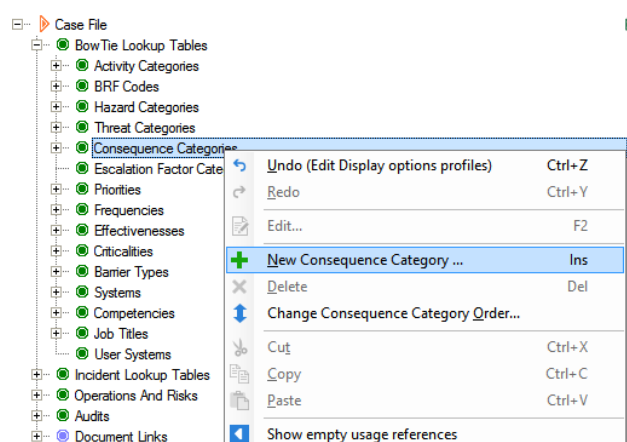 Case File
BowTie Lookup Tables
Activity Categories
BRF Codes
Hazard Categories
Threat Categories
Consequence Categories
Escalation Factor Cate
Priorities
Frequencies
Effectivenesses
Criticalities
Barrier Types
Systems
Competencies
Job Titles
User Systems
Incident Lookup Tables
Operations And Risks
Audits
Document Links
Undo (Edit Display options profiles) Ctrl+Z
Redo Ctrl+Y
Edit... F2
New Consequence Category ... Ins
Delete Del
Change Consequence Category Order...
Cut Ctrl+X
Copy Ctrl+C
Paste Ctrl+V
Show empty usage references